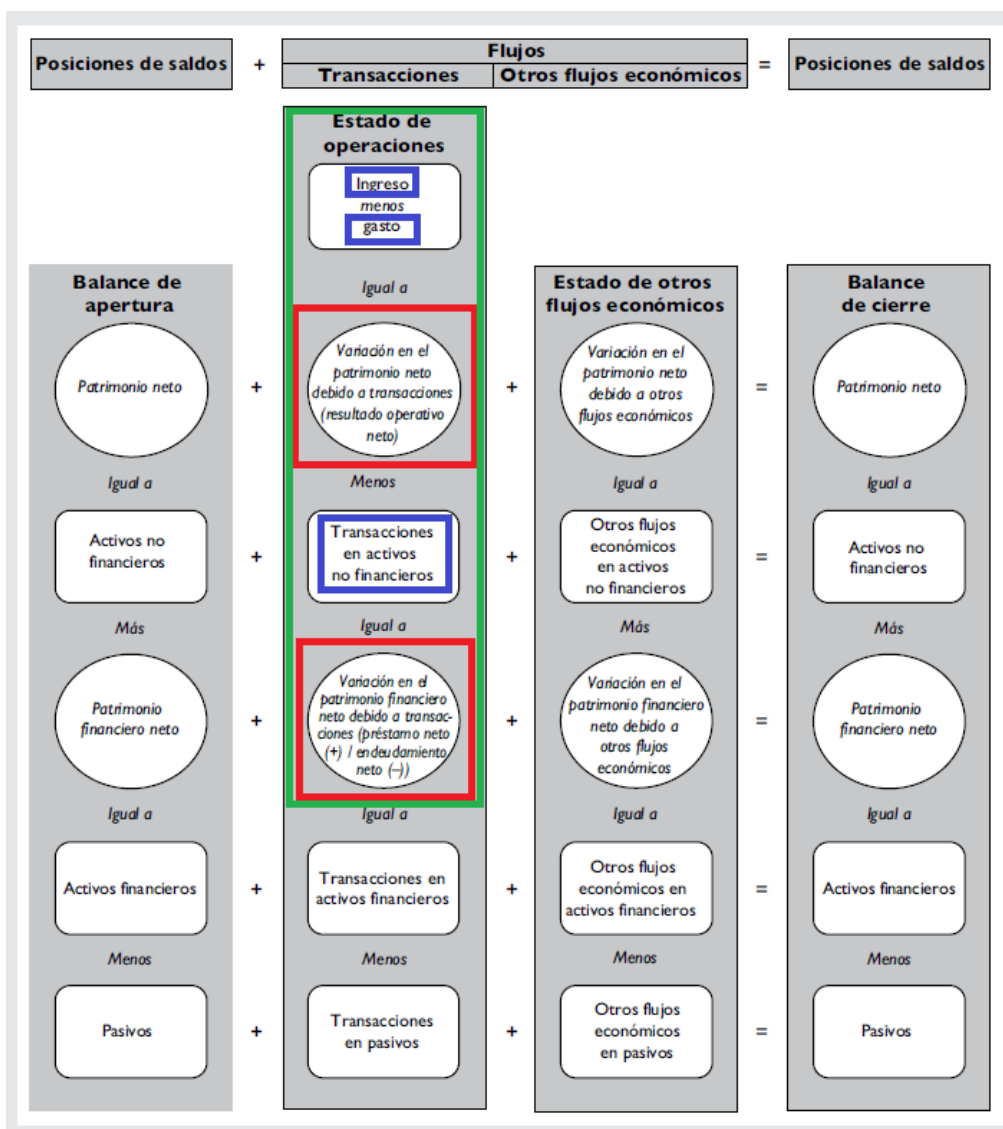 Posiciones de saldos
+
Flujos
Transacciones
Otros flujos económicos
=
Posiciones de saldos
Estado de
operaciones
Ingreso
menos
gasto
Igual a
Balance de
apertura
Estado de otros
flujos económicos
Balance
de cierre
Patrimonio neto
+
Variación en el
patrimonio neto
debido a transacciones
(resultado operativo
neto)
+
Variación en el
patrimonio neto
debido a otros
flujos económicos
=
Patrimonio neto
Igual a
Menos
Igual a
Igual a
Activos no
financieros
+
Transacciones
en activos
no financieros
+
Otros flujos
económicos
en activos
no financieros
=
Activos no
financieros
Más
Igual a
Más
Más
Patrimonio
financiero neto
+
Variación en el
patrimonio financiero
neto debido a transac-
ciones (préstamo neto
(+) / endeudamiento
neto (–))
+
Variación en el
patrimonio financiero
neto debido a
otros flujos
económicos
=
Patrimonio
financiero neto
Igual a
Igual a
Igual a
Igual a
Activos financieros
+
Transacciones en
activos financieros
+
Otros flujos
económicos en
activos financieros
=
Activos financieros
Menos
Menos
Menos
Menos
Pasivos
+
Transacciones
en pasivos
+
Otros flujos
económicos
en pasivos
=
Pasivos